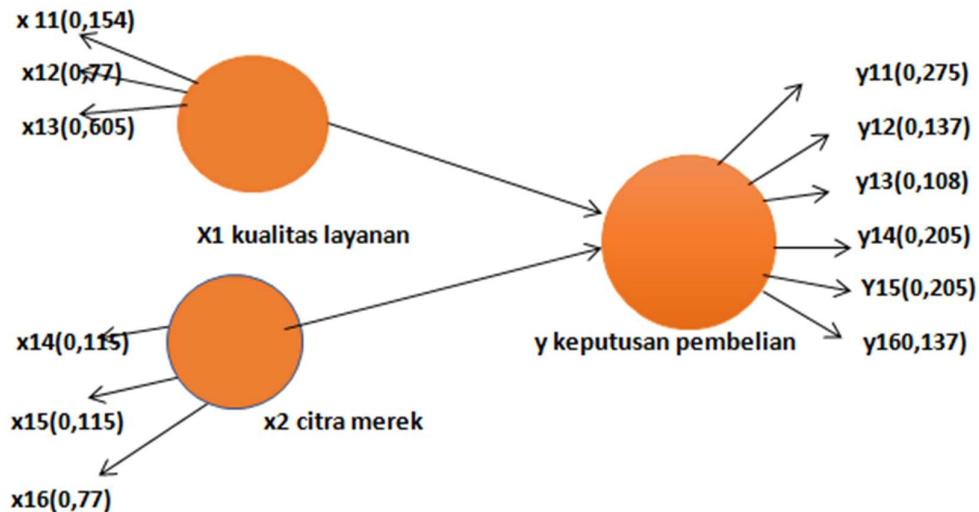 x 11(0,154)
x12(0,77)
x13(0,605)
X1 kualitas layanan
x14(0,115)
x15(0,115)
x16(0,77)
x2 citra merek
y11(0,275)
y12(0,137)
y13(0,108)
y14(0,205)
Y15(0,205)
y160,137)
y keputusan pembelian